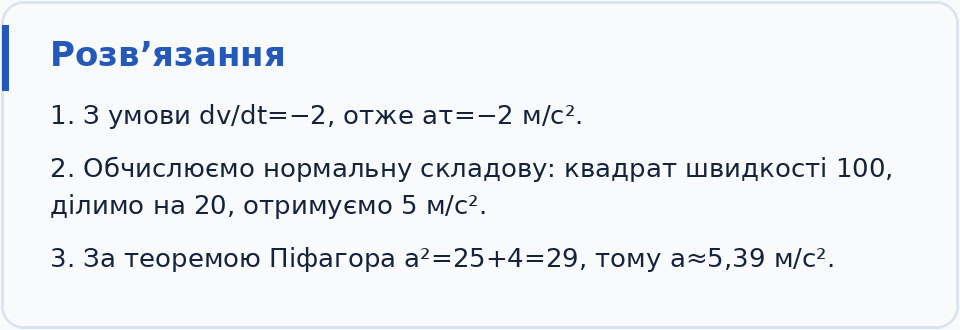 Розв’язання
1. З умови dv/dt=−2, отже aτ=−2 м/с².
2. Обчислюємо нормальну складову: квадрат швидкості 100,
ділимо на 20, отримуємо 5 м/с².
3. За теоремою Піфагора a²=25+4=29, тому a≈5,39 м/с².